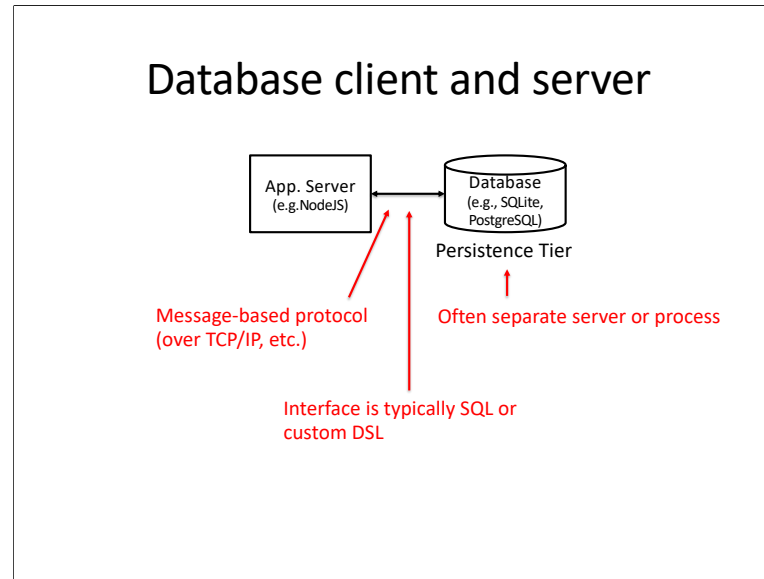 Database client and server
App. Server
(e.g.NodeJS)
Database
(e.g., SQLite,
PostgreSQL)
Persistence Tier
Message-based protocol
(over TCP/IP, etc.)
Often separate server or process
Interface is typically SQL or
custom DSL